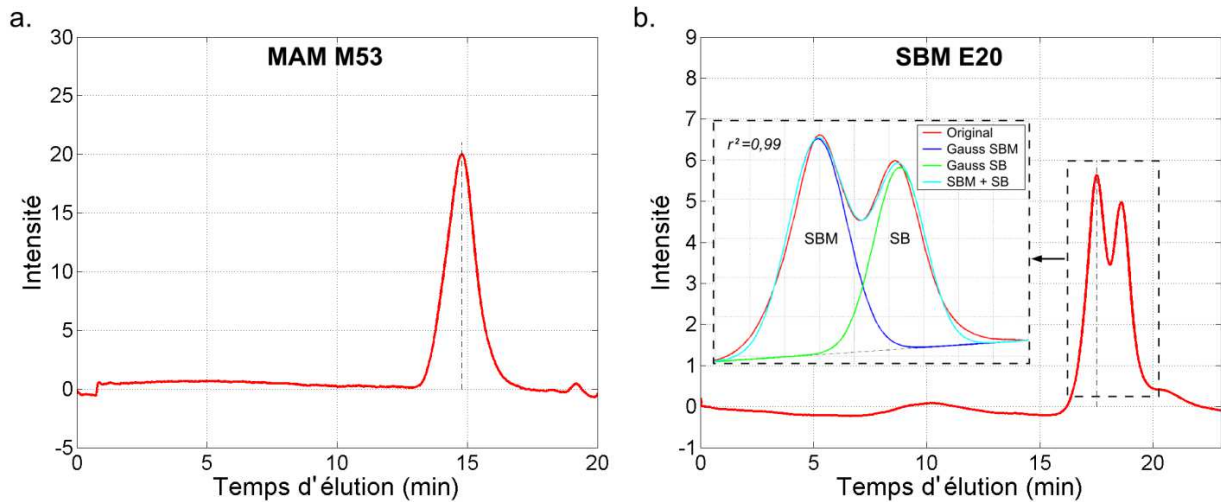 a.
MAM M53
Intensité
30
25
20
15
10
5
0
-5
0 5 10 15 20
Temps d'élution (min)
b.
SBM E20
Intensité
9
8
7
6
5
4
3
2
1
0
-1
r²=0,99
Original
Gauss SBM
Gauss SB
SBM + SB
SBM SB
0 5 10 15 20
Temps d'élution (min)